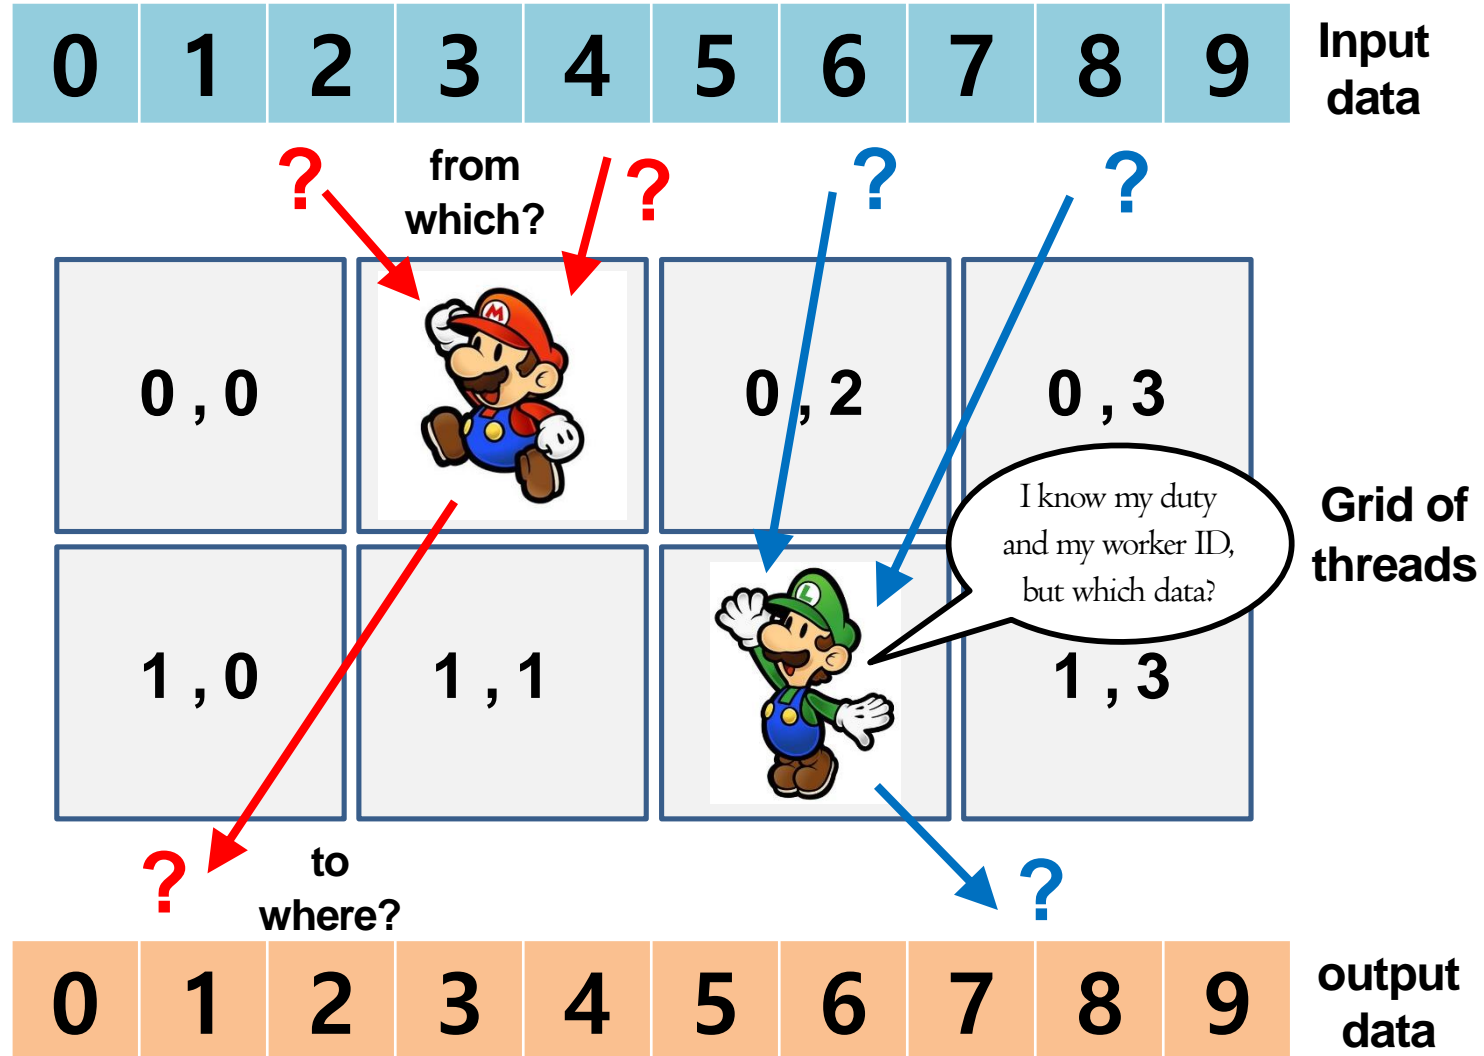 0 1 2 3 4 5 6 7 8 9
Input
data
? from ? ? ?
which?
M
0 , 0
0 , 2
0 , 3
I know my duty
and my worker ID,
but which data?
Grid of
threads
L
1 , 0
1 , 1
1 , 3
? to ?
where?
0 1 2 3 4 5 6 7 8 9
output
data